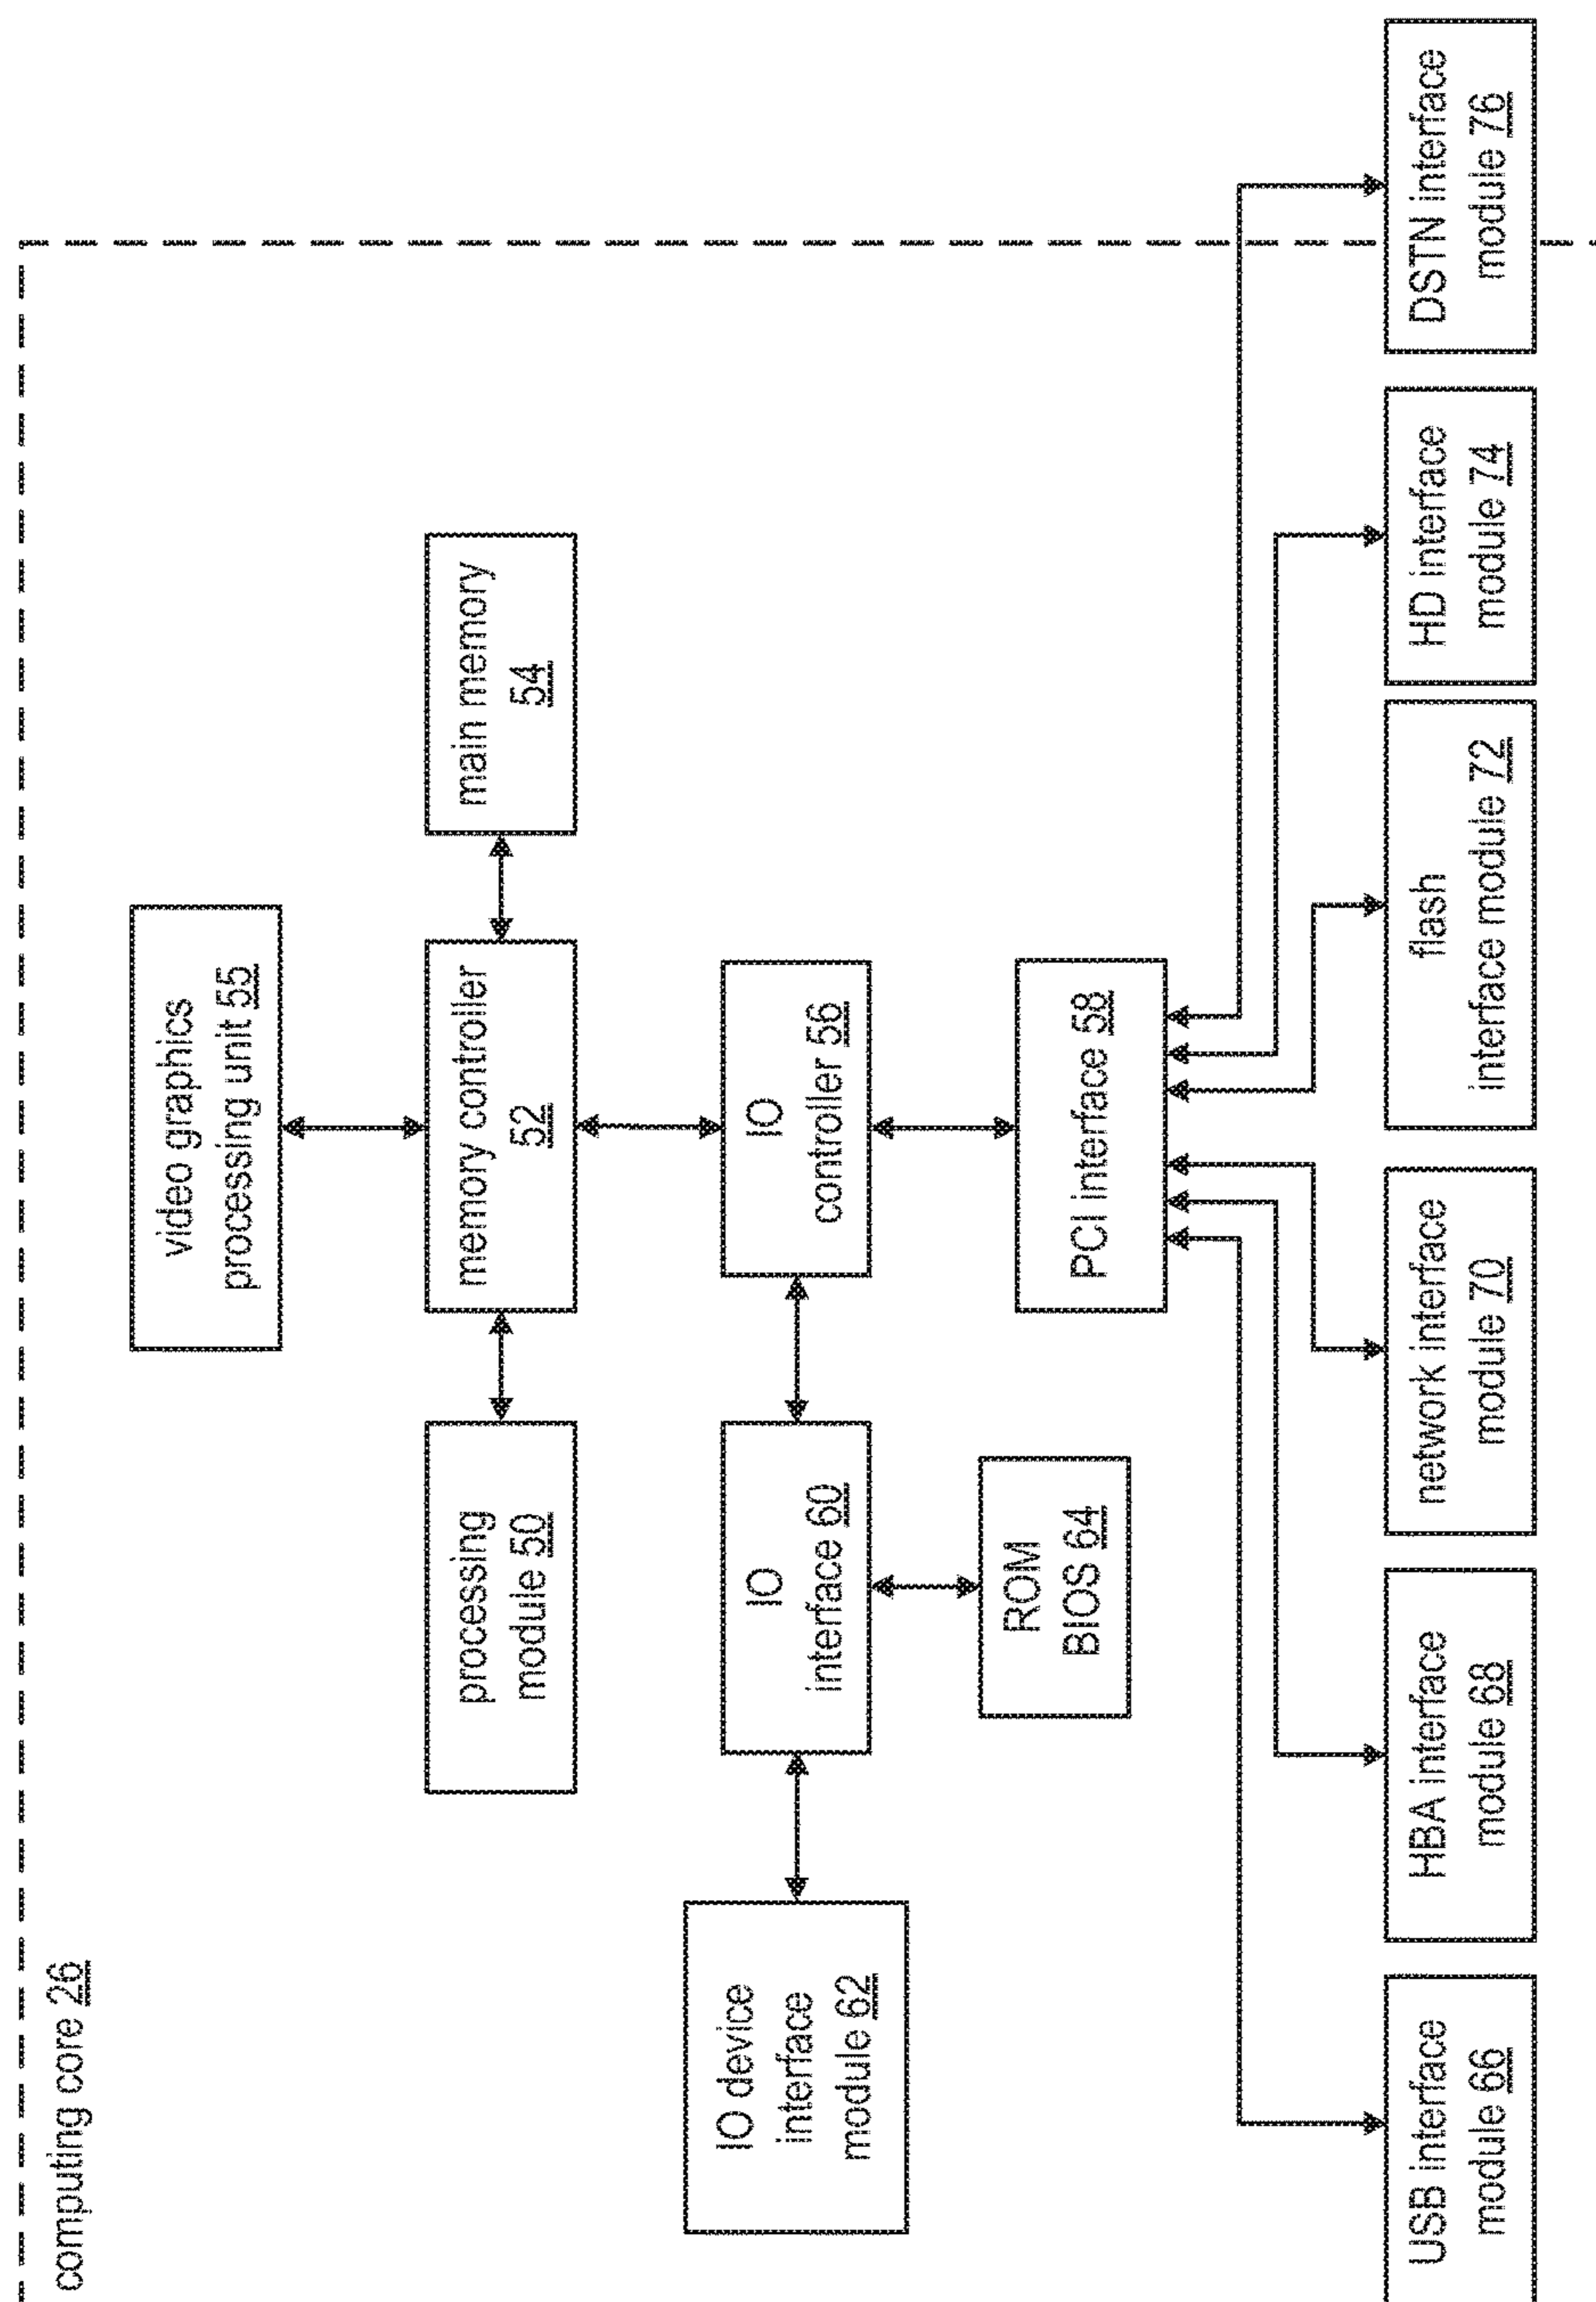 computing core 26
video graphics
processing unit 55
processing
module 50
memory controller
52
main memory
54
IO device
interface
module 62
IO
interface 60
IO
controller 56
ROM
BIOS 64
PCI interface 58
USB interface
module 66
HBA interface
module 68
network interface
module 70
flash
interface module 72
HD interface
module 74
DSTN interface
module 76